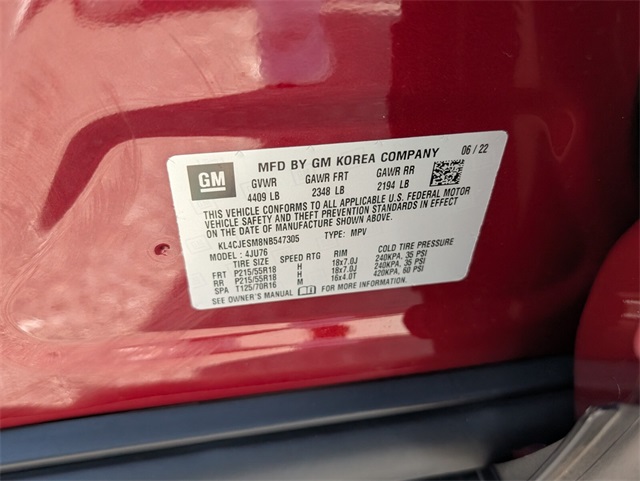 GM
MFD BY GM KOREA COMPANY 06 / 22
GVWR GAWR FRT GAWR RR
4409 LB 2348 LB 2194 LB
THIS VEHICLE CONFORMS TO ALL APPLICABLE U.S. FEDERAL MOTOR
VEHICLE SAFETY AND THEFT PREVENTION STANDARDS IN EFFECT
ON THE DATE OF MANUFACTURE SHOWN ABOVE.
KL4CJESM8NB547305 TYPE: MPV
MODEL : 4JU76
TIRE SIZE SPEED RTG RIM COLD TIRE PRESSURE
FRT P215/55R18 H 18x7.0J 240KPA, 35 PSI
RR P215/55R18 H 18x7.0J 240KPA, 35 PSI
SPA T125/70R16 M 16x4.0T 420KPA, 60 PSI
SEE OWNER'S MANUAL FOR MORE INFORMATION.